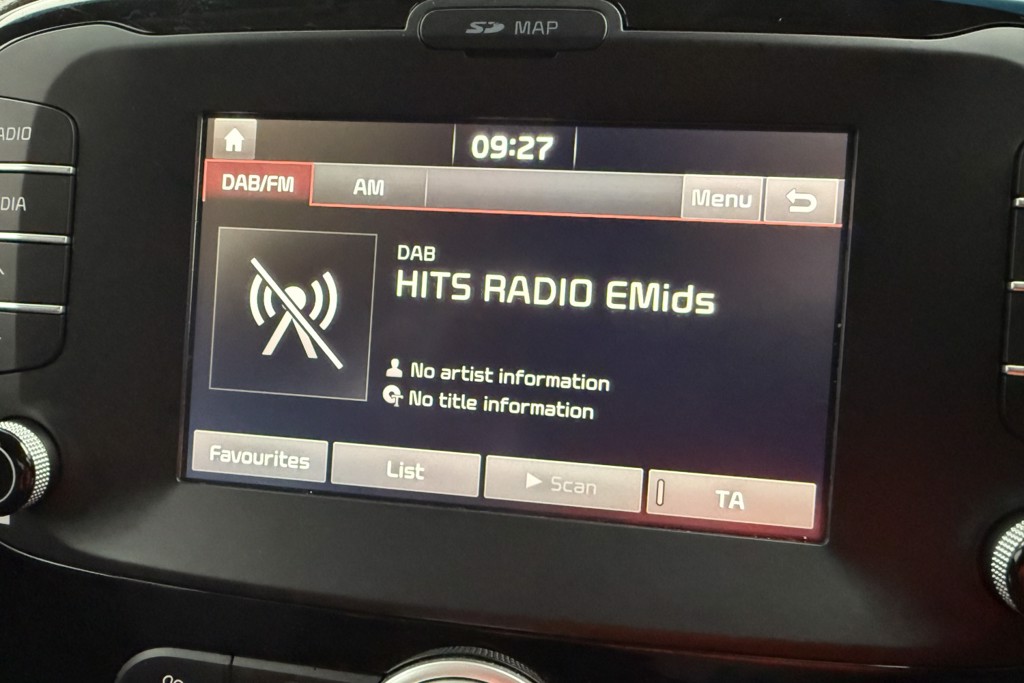 SD MAP
ADIO
DIA
09:27
DAB/FM
AM
Menu
DAB
HITS RADIO EMids
No artist information
No title information
Favourites
List
Scan
TA